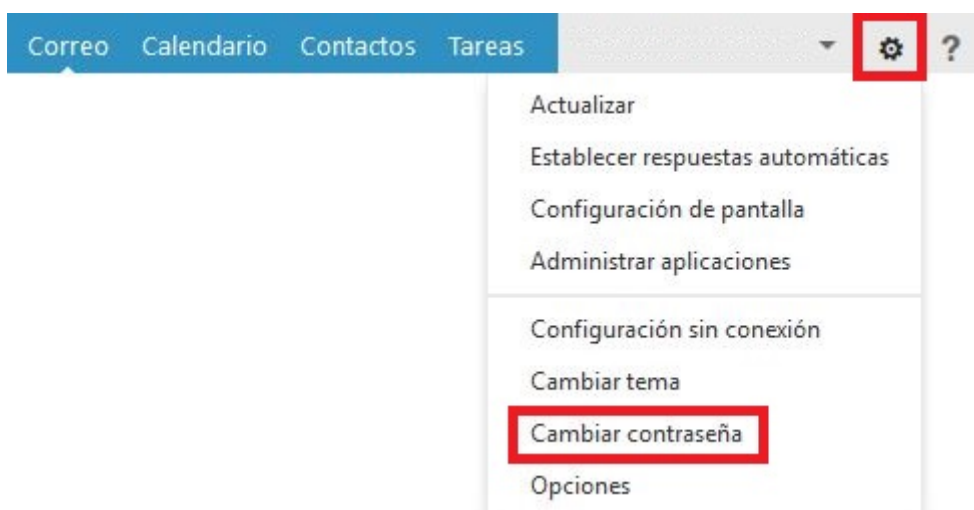 Correo Calendario Contactos Tareas ?
Actualizar
Establecer respuestas automáticas
Configuración de pantalla
Administrar aplicaciones
Configuración sin conexión
Cambiar tema
Cambiar contraseña
Opciones